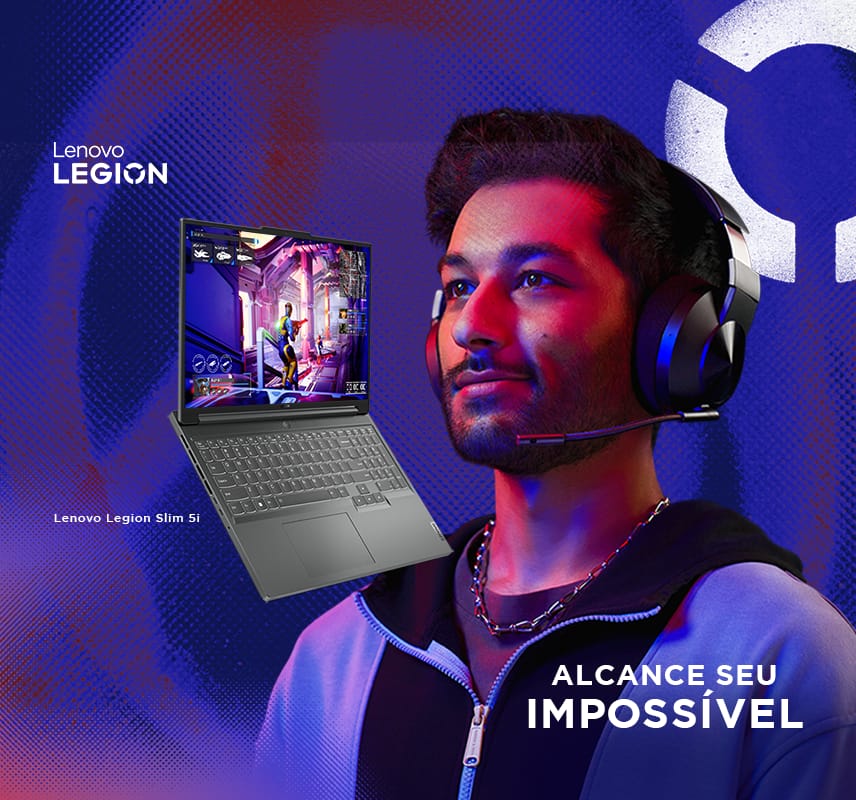 Lenovo
LEGION
Lenovo Legion Slim 5i
ALCANCE SEU
IMPOSSÍVEL